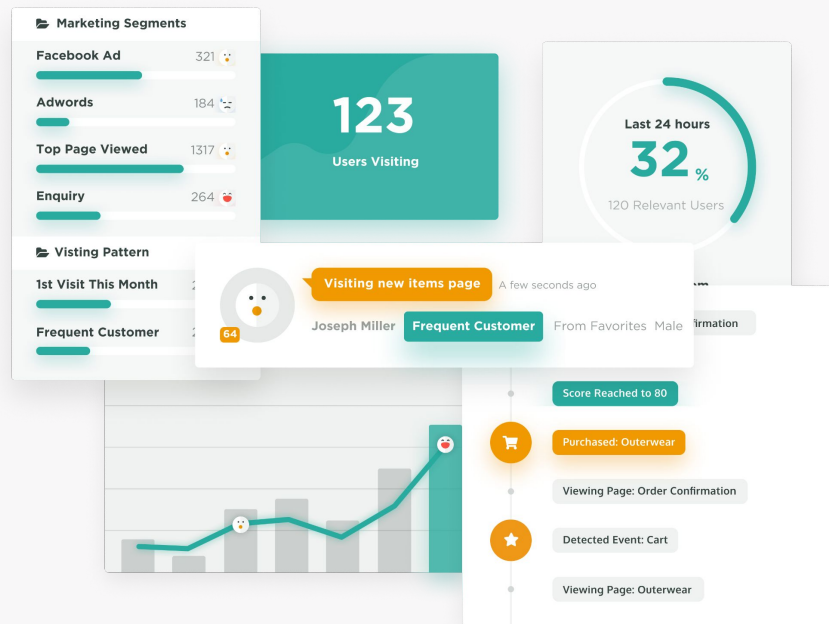 Marketing Segments
Facebook Ad 321
Adwords 184
Top Page Viewed 1317
Enquiry 264
Visting Pattern
1st Visit This Month
Frequent Customer
123
Users Visiting
Last 24 hours
32 %
120 Relevant Users
Visiting new items page A few seconds ago
64
Joseph Miller Frequent Customer From Favorites Male
Score Reached to 80
Purchased: Outerwear
Viewing Page: Order Confirmation
Detected Event: Cart
Viewing Page: Outerwear